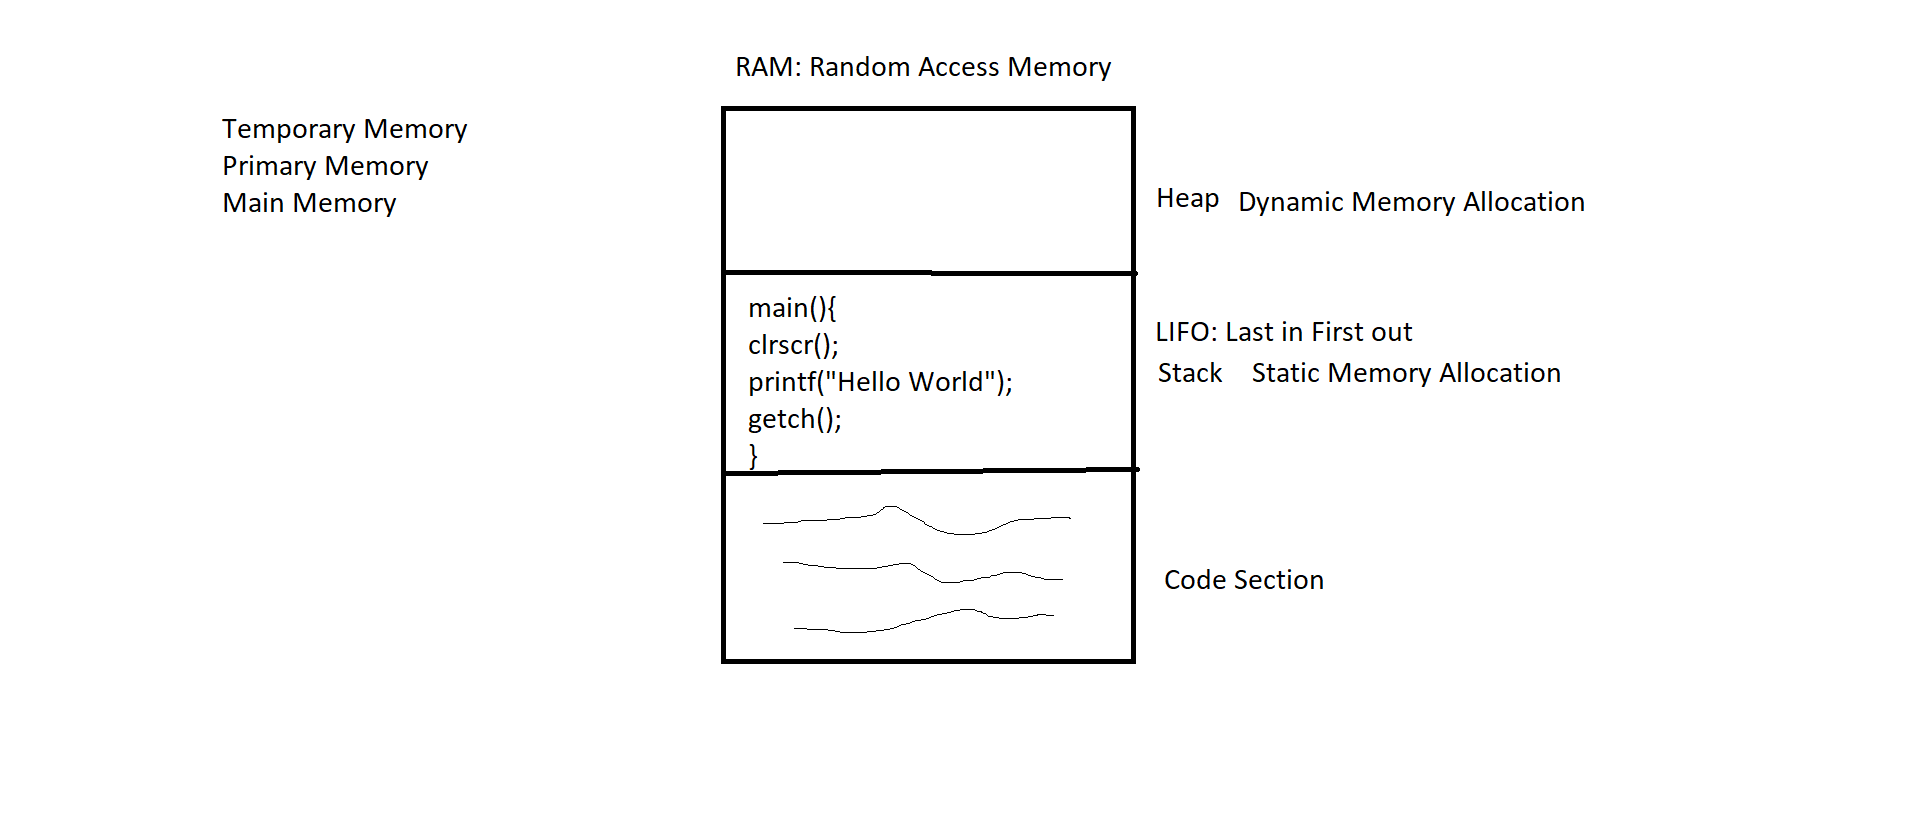 RAM: Random Access Memory
Temporary Memory
Primary Memory
Main Memory
Heap Dynamic Memory Allocation
main(){
clrscr();
printf("Hello World");
getch();
}
LIFO: Last in First out
Stack Static Memory Allocation
Code Section